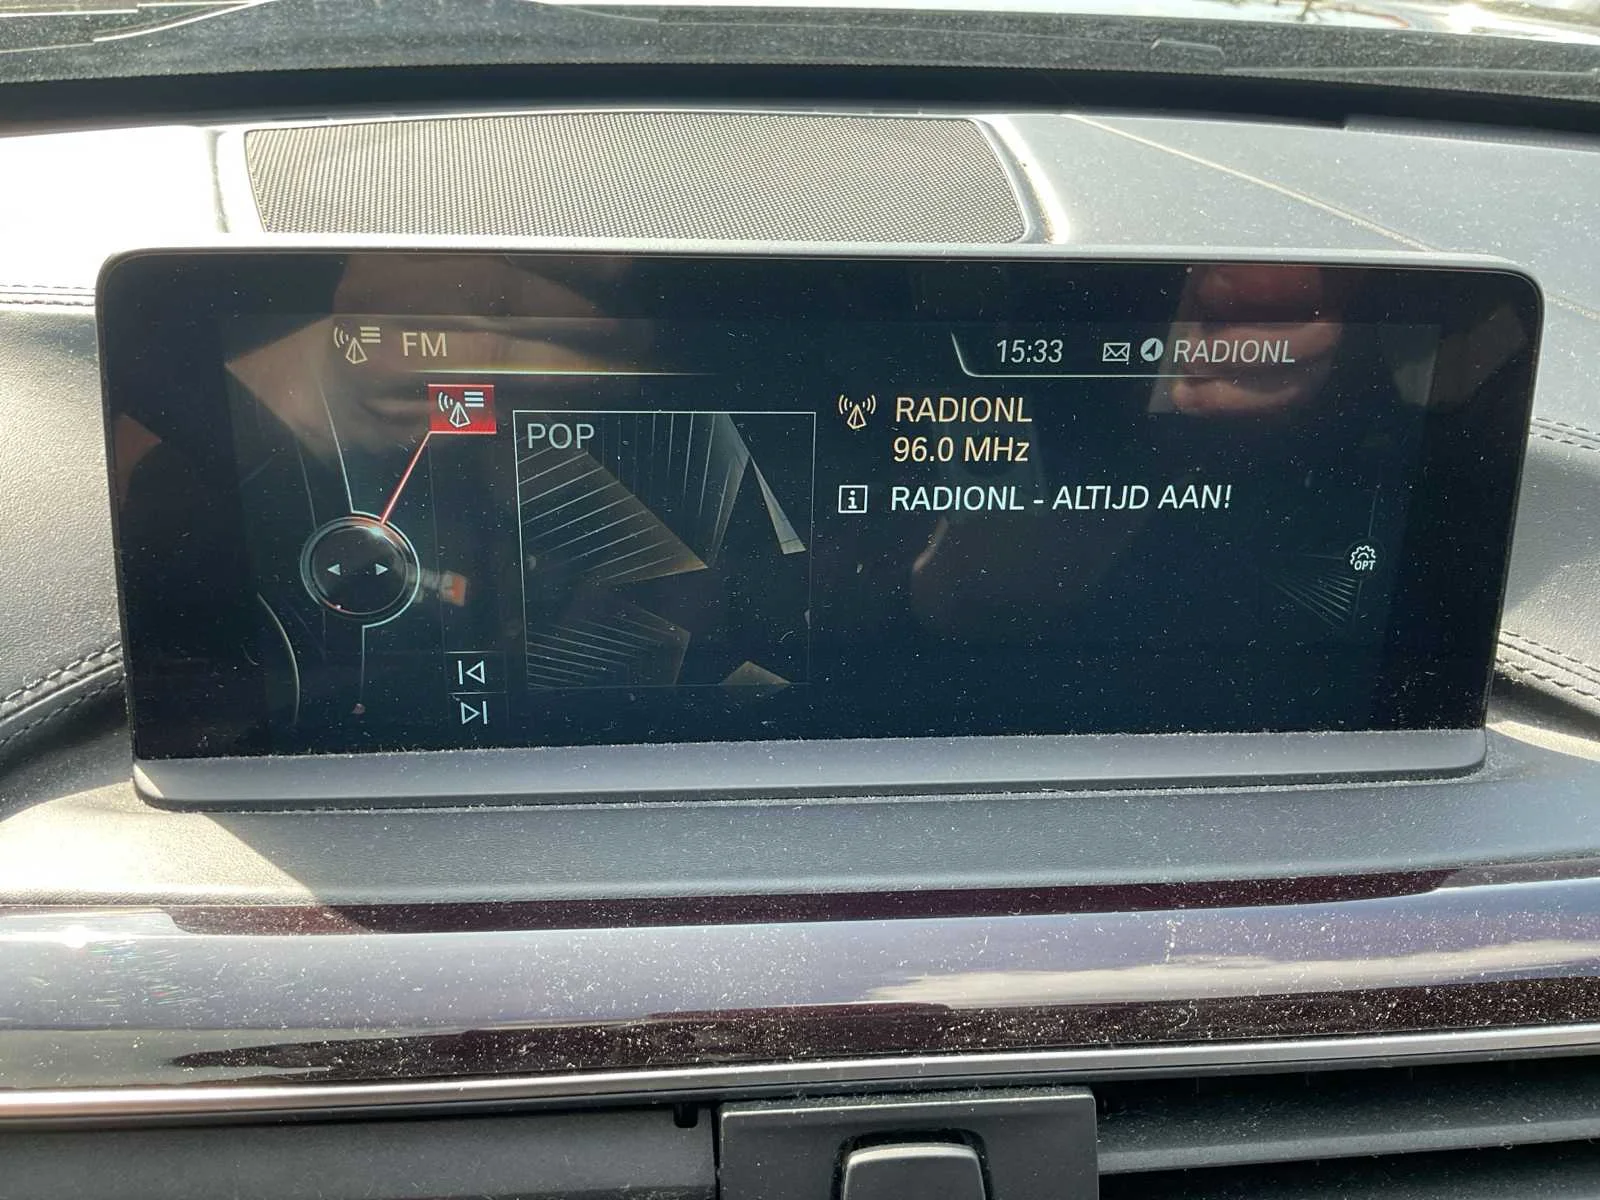 FM
15:33 RADIONL
POP
RADIONL
96.0 MHz
RADIONL - ALTIJD AAN!
OPT